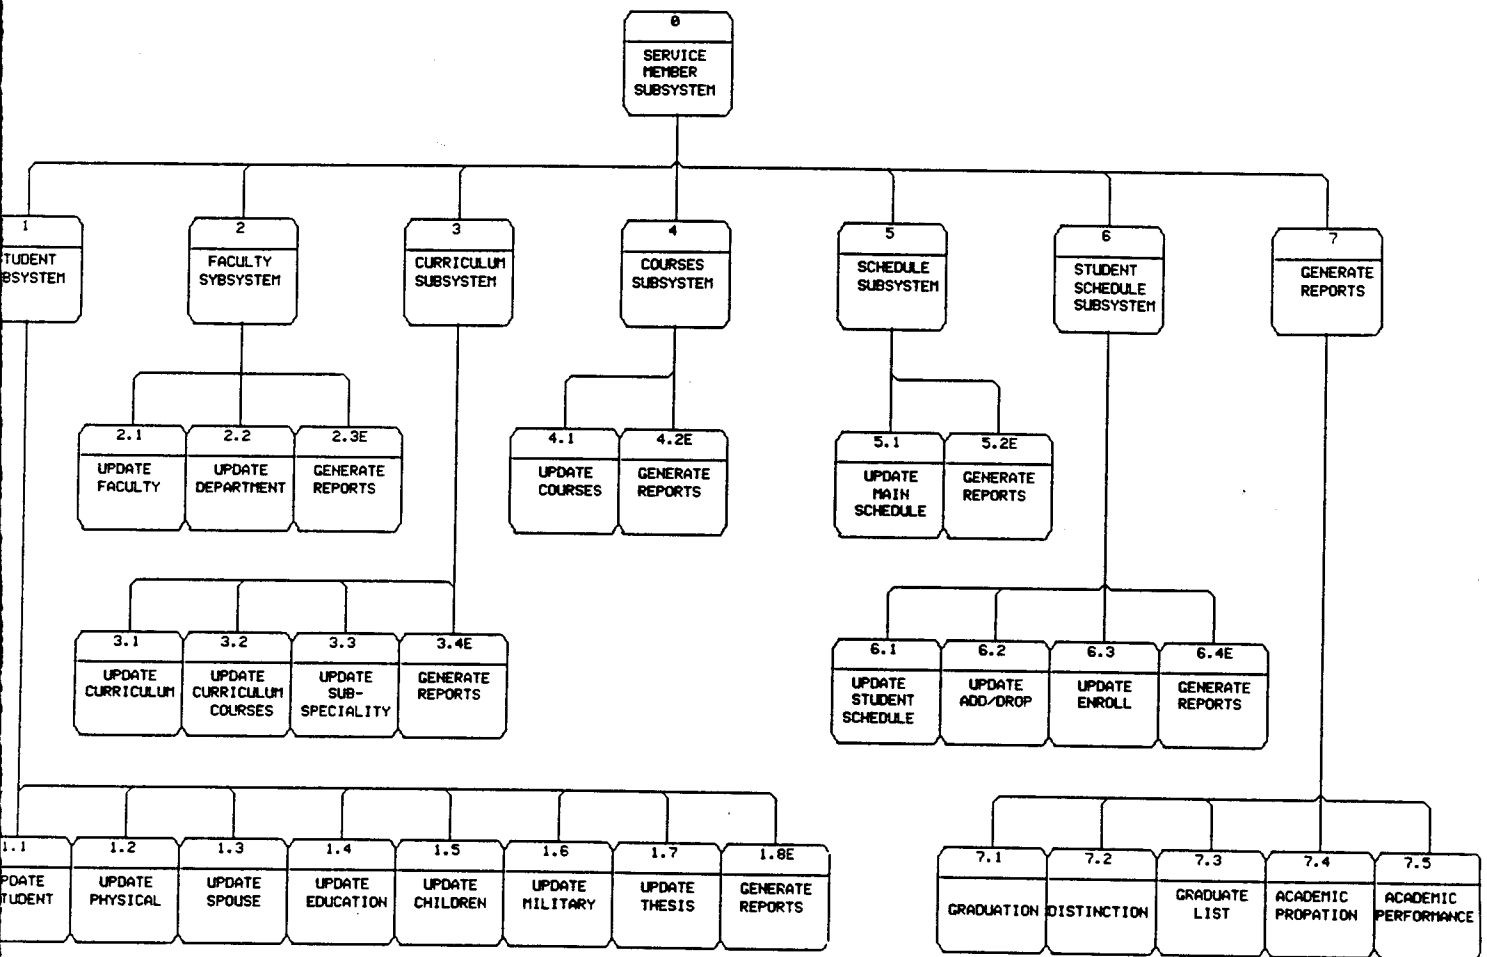 0
SERVICE
MEMBER
SUBSYSTEM
1
TUDENT
BSYSTEM
2
FACULTY
SYBSYSTEM
3
CURRICULUM
SUBSYSTEM
4
COURSES
SUBSYSTEM
5
SCHEDULE
SUBSYSTEM
6
STUDENT
SCHEDULE
SUBSYSTEM
7
GENERATE
REPORTS
2.1
UPDATE
FACULTY
2.2
UPDATE
DEPARTMENT
2.3E
GENERATE
REPORTS
4.1
UPDATE
COURSES
4.2E
GENERATE
REPORTS
5.1
UPDATE
MAIN
SCHEDULE
5.2E
GENERATE
REPORTS
3.1
UPDATE
CURRICULUM
3.2
UPDATE
CURRICULUM
COURSES
3.3
UPDATE
SUB-
SPECIALITY
3.4E
GENERATE
REPORTS
6.1
UPDATE
STUDENT
SCHEDULE
6.2
UPDATE
ADD/DROP
6.3
UPDATE
ENROLL
6.4E
GENERATE
REPORTS
1.1
PDATE
TUDENT
1.2
UPDATE
PHYSICAL
1.3
UPDATE
SPOUSE
1.4
UPDATE
EDUCATION
1.5
UPDATE
CHILDREN
1.6
UPDATE
MILITARY
1.7
UPDATE
THESIS
1.8E
GENERATE
REPORTS
7.1
GRADUATION
7.2
DISTINCTION
7.3
GRADUATE
LIST
7.4
ACADEMIC
PROPATION
7.5
ACADEMIC
PERFORMANCE